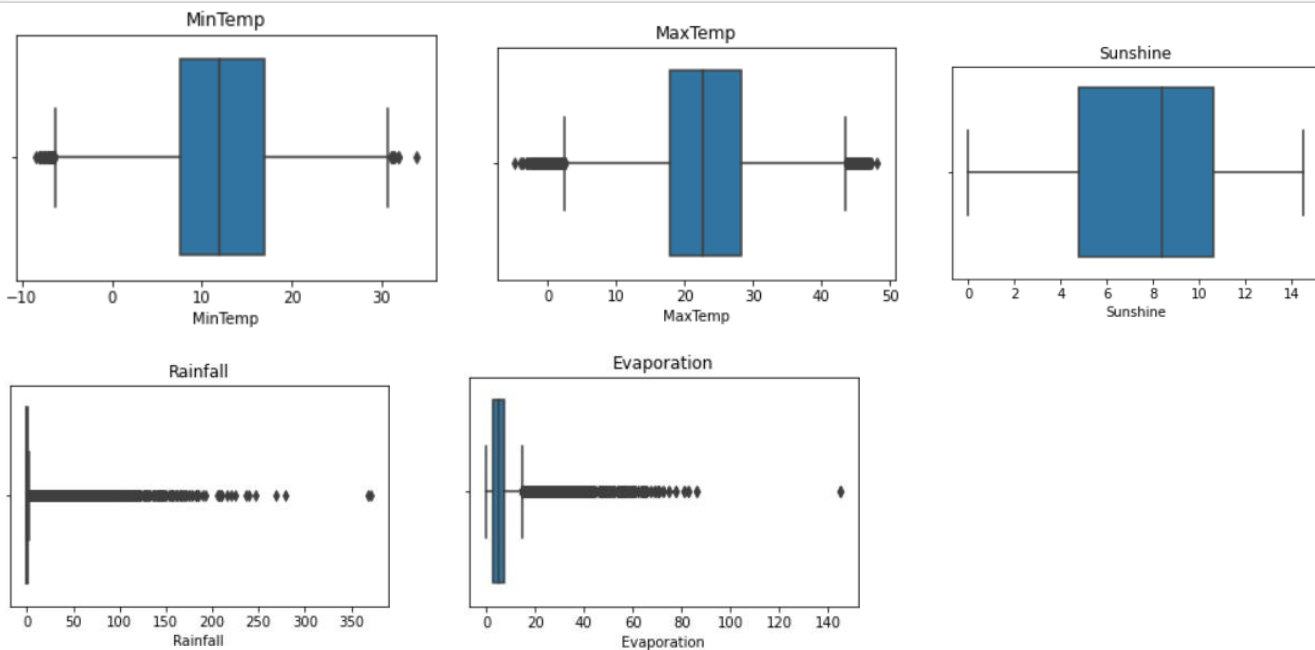 MinTemp
−10 0 10 20 30
MinTemp
MaxTemp
0 10 20 30 40 50
MaxTemp
Sunshine
0 2 4 6 8 10 12 14
Sunshine
Rainfall
0 50 100 150 200 250 300 350
Rainfall
Evaporation
0 20 40 60 80 100 120 140
Evaporation